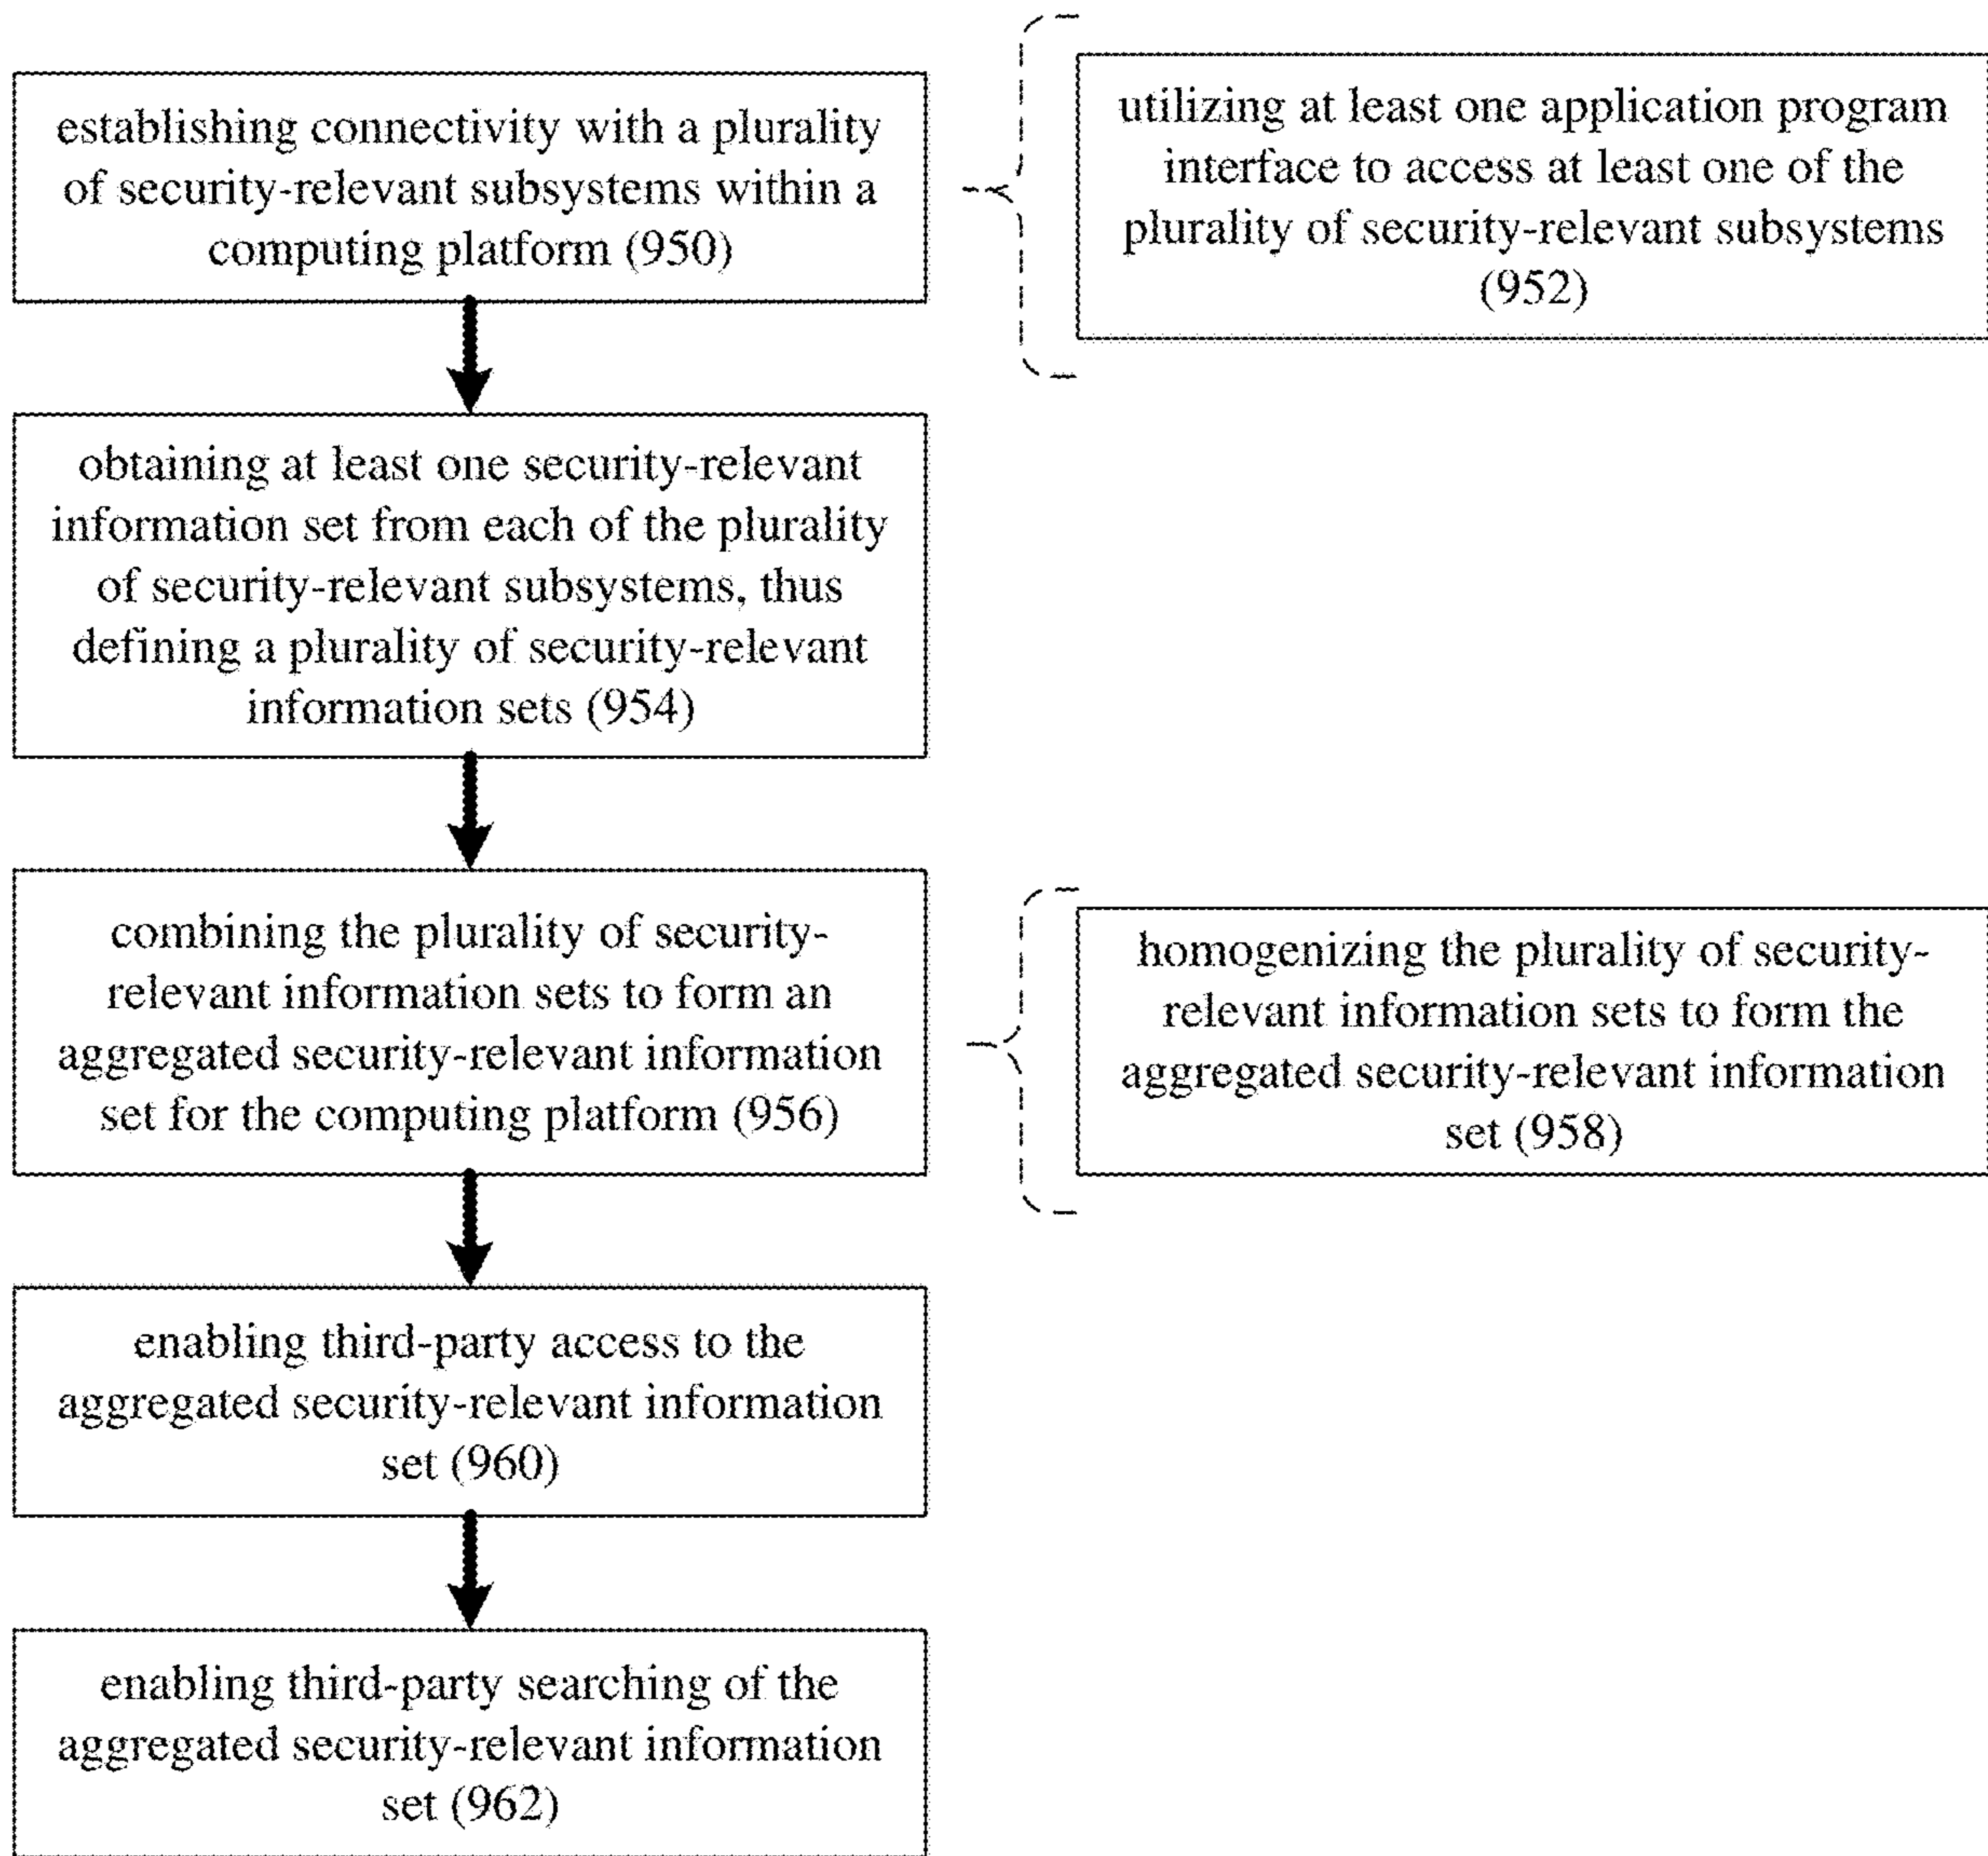 establishing connectivity with a plurality
of security-relevant subsystems within a
computing platform (950)
utilizing at least one application program
interface to access at least one of the
plurality of security-relevant subsystems
(952)
obtaining at least one security-relevant
information set from each of the plurality
of security-relevant subsystems, thus
defining a plurality of security-relevant
information sets (954)
combining the plurality of security-
relevant information sets to form an
aggregated security-relevant information
set for the computing platform (956)
homogenizing the plurality of security-
relevant information sets to form the
aggregated security-relevant information
set (958)
enabling third-party access to the
aggregated security-relevant information
set (960)
enabling third-party searching of the
aggregated security-relevant information
set (962)